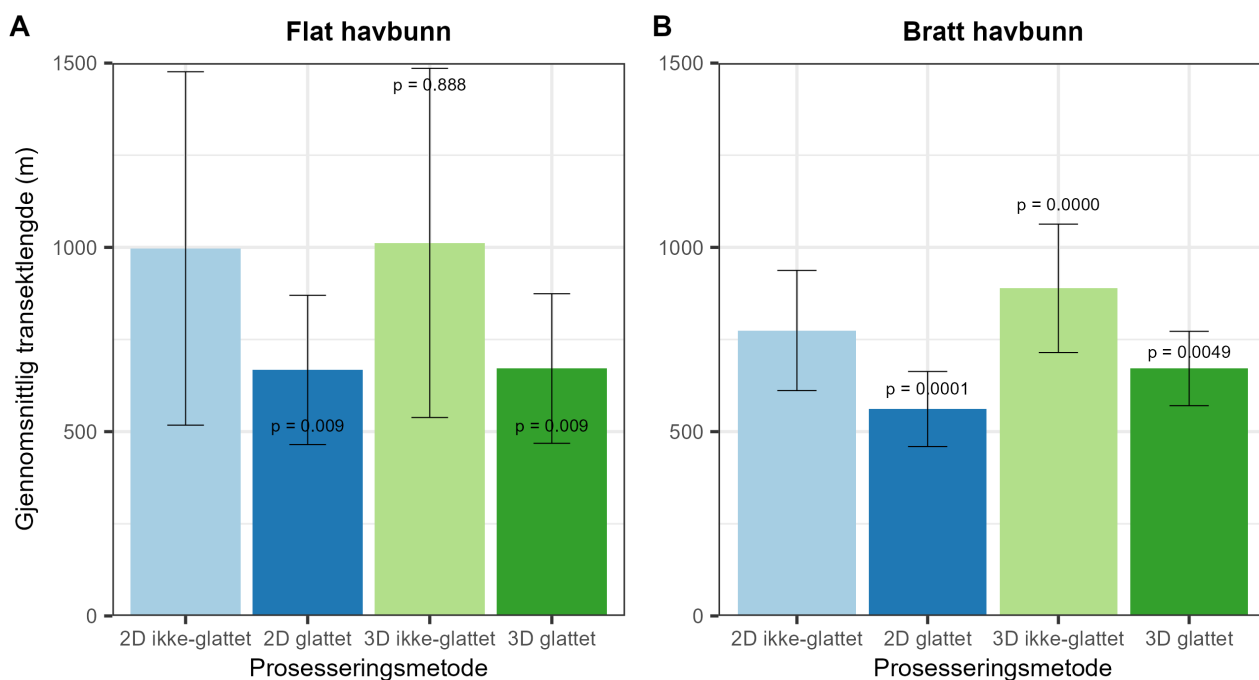 A
Flat havbunn
Gjennomsnittlig transektlengde (m)
1500
1000
500
0
p = 0.888
p = 0.009
p = 0.009
2D ikke-glattet
2D glattet
3D ikke-glattet
3D glattet
Prosesseringsmetode
B
Bratt havbunn
1500
1000
500
0
p = 0.0000
p = 0.0049
p = 0.0001
2D ikke-glattet
2D glattet
3D ikke-glattet
3D glattet
Prosesseringsmetode